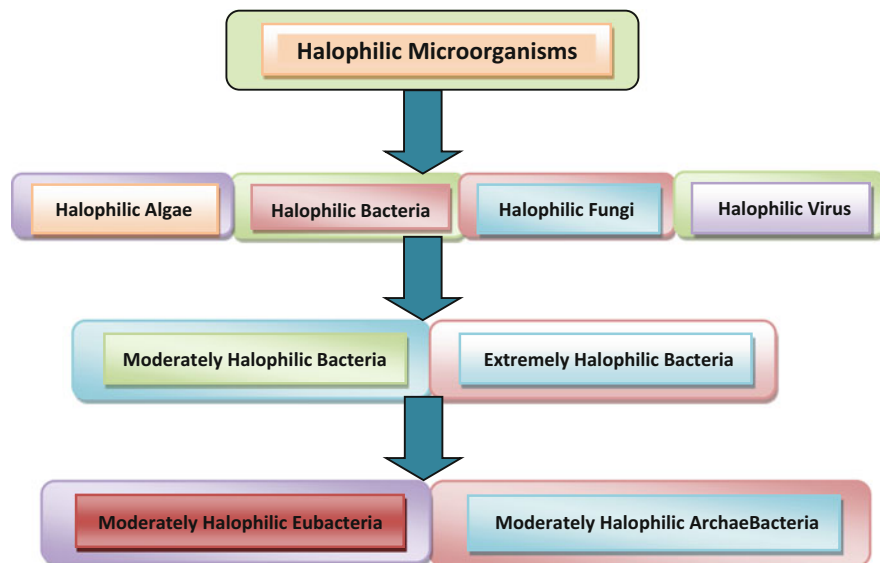 Halophilic Microorganisms
Halophilic Algae
Halophilic Bacteria
Halophilic Fungi
Halophilic Virus
Moderately Halophilic Bacteria
Extremely Halophilic Bacteria
Moderately Halophilic Eubacteria
Moderately Halophilic ArchaeBacteria